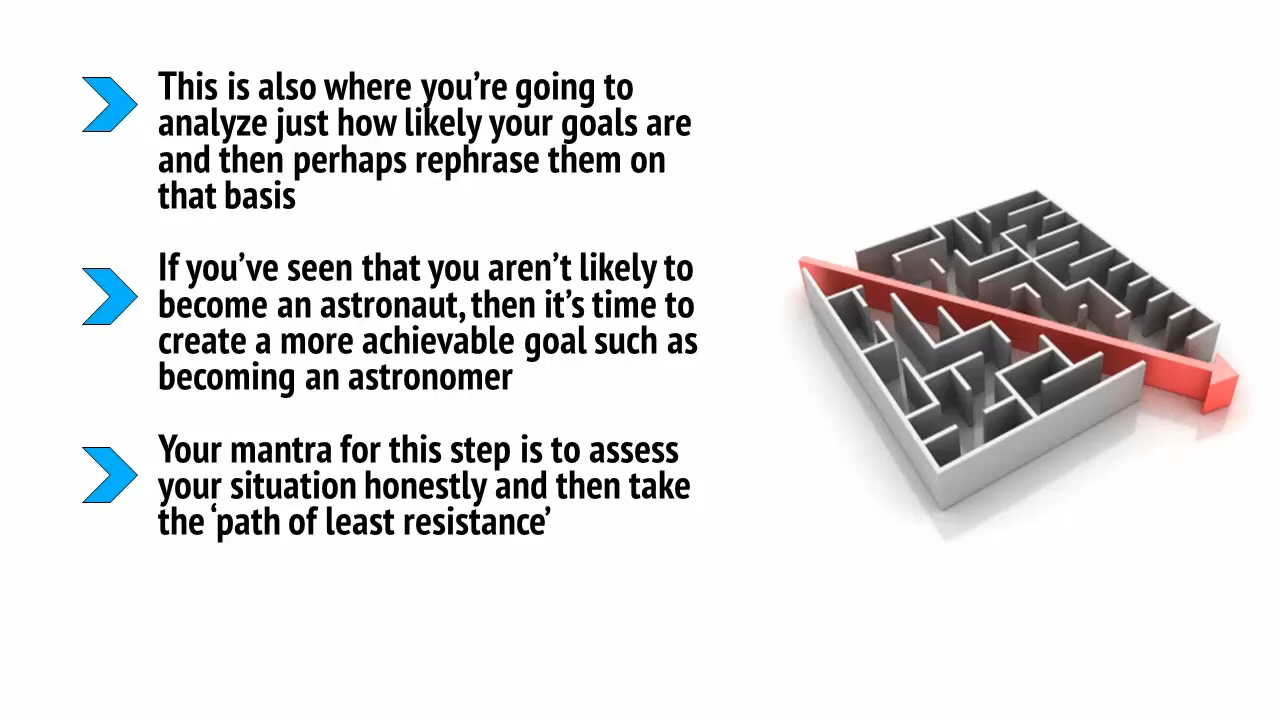 This is also where you’re going to
analyze just how likely your goals are
and then perhaps rephrase them on
that basis
If you’ve seen that you aren’t likely to
become an astronaut, then it’s time to
create a more achievable goal such as
becoming an astronomer
Your mantra for this step is to assess
your situation honestly and then take
the ‘path of least resistance’